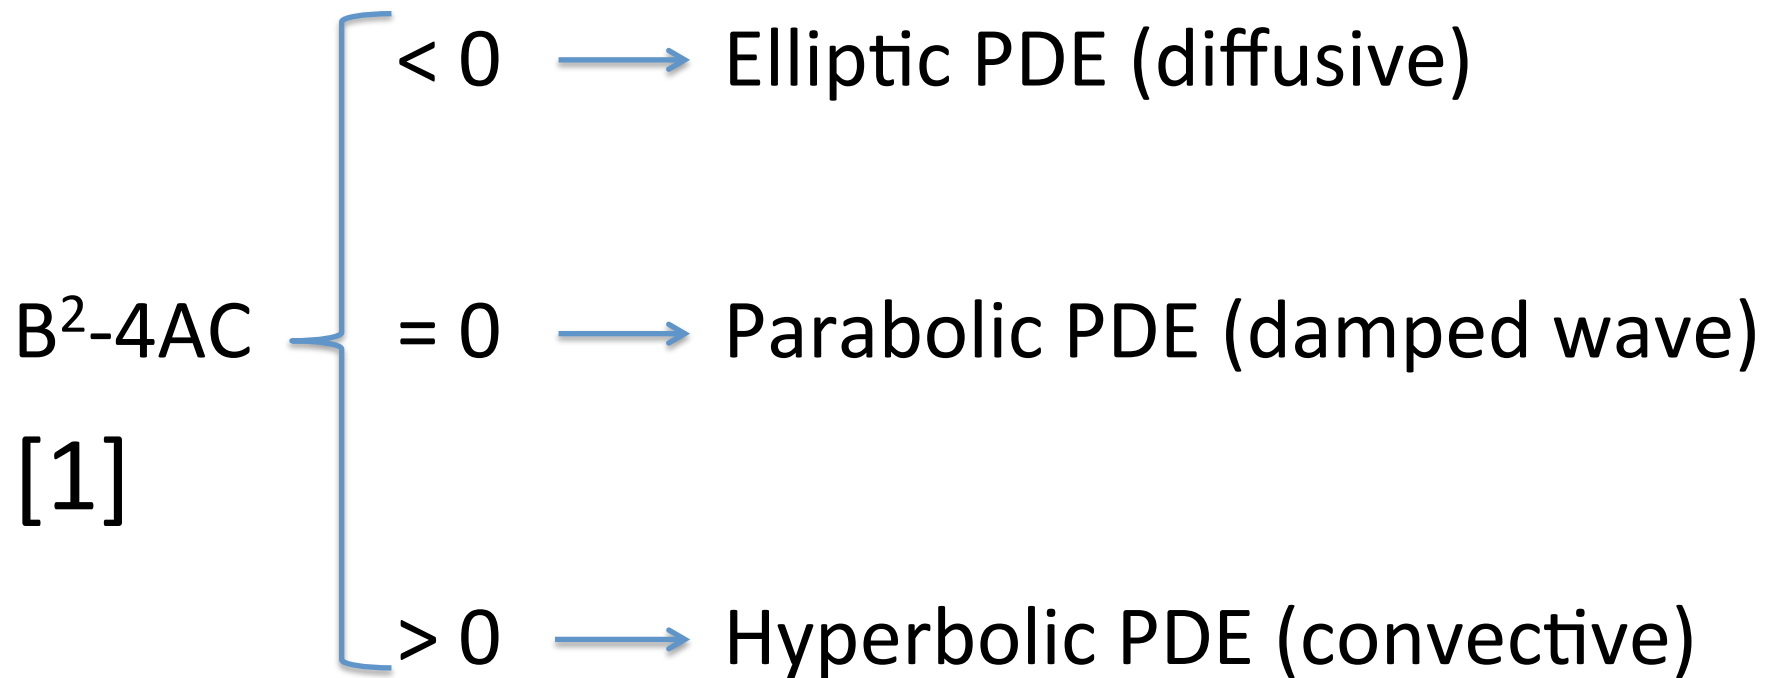 < 0 Elliptic PDE (diffusive)
B²-4AC = 0 Parabolic PDE (damped wave)
[1]
> 0 Hyperbolic PDE (convective)